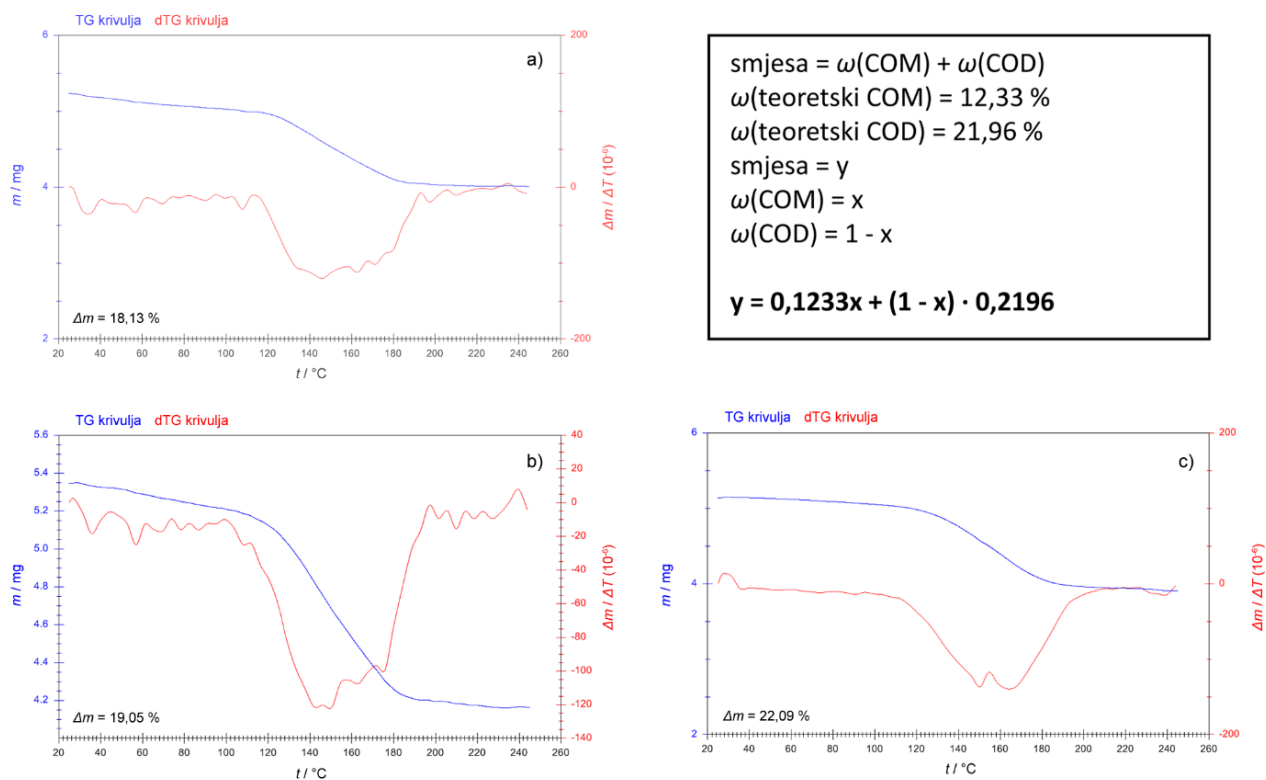 TG krivulja dTG krivulja
a)
6
4
2
m / mg
200
0
-200
Δm / ΔT (10⁻⁶)
Δm = 18,13 %
20 40 60 80 100 120 140 160 180 200 220 240 260
t / °C
smjesa = ω(COM) + ω(COD)
ω(teoretski COM) = 12,33 %
ω(teoretski COD) = 21,96 %
smjesa = y
ω(COM) = x
ω(COD) = 1 - x
y = 0,1233x + (1 - x) · 0,2196
TG krivulja dTG krivulja
b)
5.6
5.4
5.2
5.0
4.8
4.6
4.4
4.2
m / mg
40
20
0
-20
-40
-60
-80
-100
-120
-140
Δm / ΔT (10⁻⁶)
Δm = 19,05 %
20 40 60 80 100 120 140 160 180 200 220 240 260
t / °C
TG krivulja dTG krivulja
c)
6
4
2
m / mg
200
0
-200
Δm / ΔT (10⁻⁶)
Δm = 22,09 %
20 40 60 80 100 120 140 160 180 200 220 240 260
t / °C